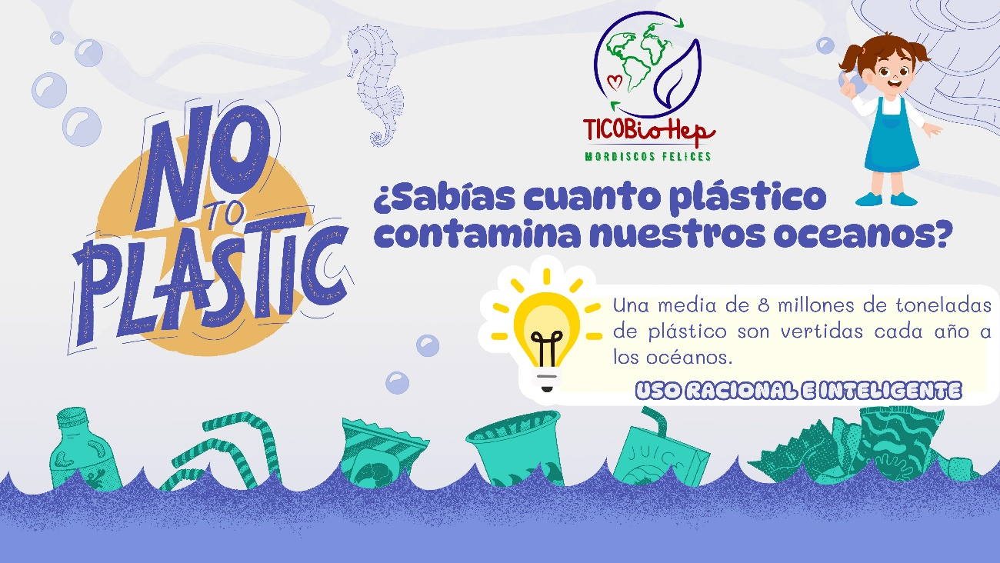 NO
TO
PLASTIC
TICOBioHep
MORDISCOS FELICES
¿Sabías cuanto plástico
contamina nuestros oceanos?
Una media de 8 millones de toneladas
de plástico son vertidas cada año a
los océanos.
USO RACIONAL E INTELIGENTE
JUICE